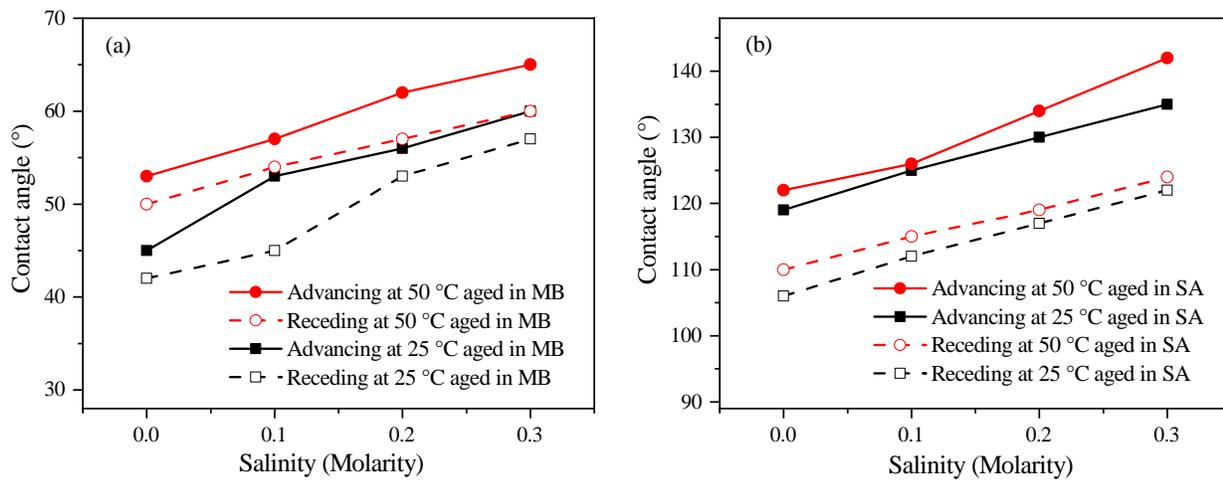 (a)
70
60
50
40
30
Contact angle (°)
0.0 0.1 0.2 0.3
Salinity (Molarity)
Advancing at 50 °C aged in MB
Receding at 50 °C aged in MB
Advancing at 25 °C aged in MB
Receding at 25 °C aged in MB
(b)
140
130
120
110
100
90
Contact angle (°)
0.0 0.1 0.2 0.3
Salinity (Molarity)
Advancing at 50 °C aged in SA
Advancing at 25 °C aged in SA
Receding at 50 °C aged in SA
Receding at 25 °C aged in SA